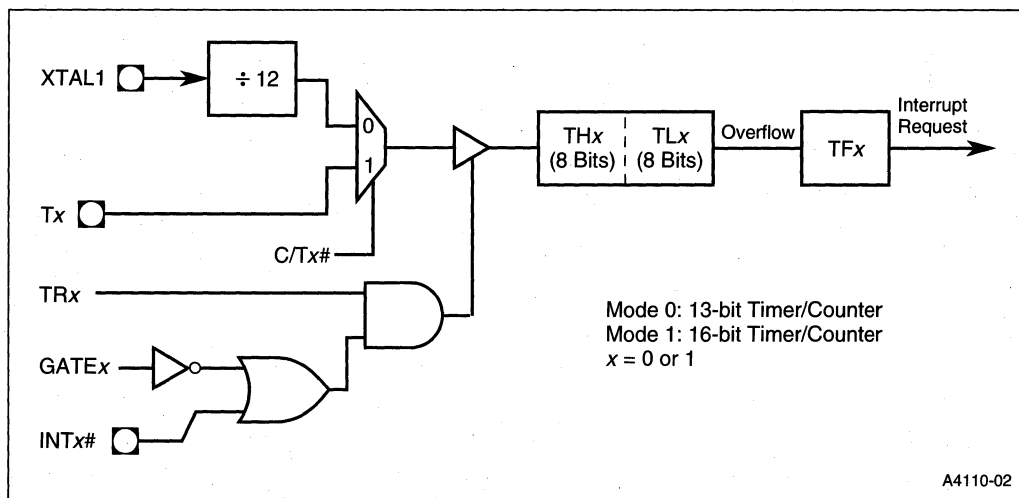 XTAL1
÷ 12
0
1
Tx
C/Tx#
TRx
GATEx
INTx#
THx
(8 Bits)
TLx
(8 Bits)
Overflow
TFx
Interrupt
Request
Mode 0: 13-bit Timer/Counter
Mode 1: 16-bit Timer/Counter
x = 0 or 1
A4110-02